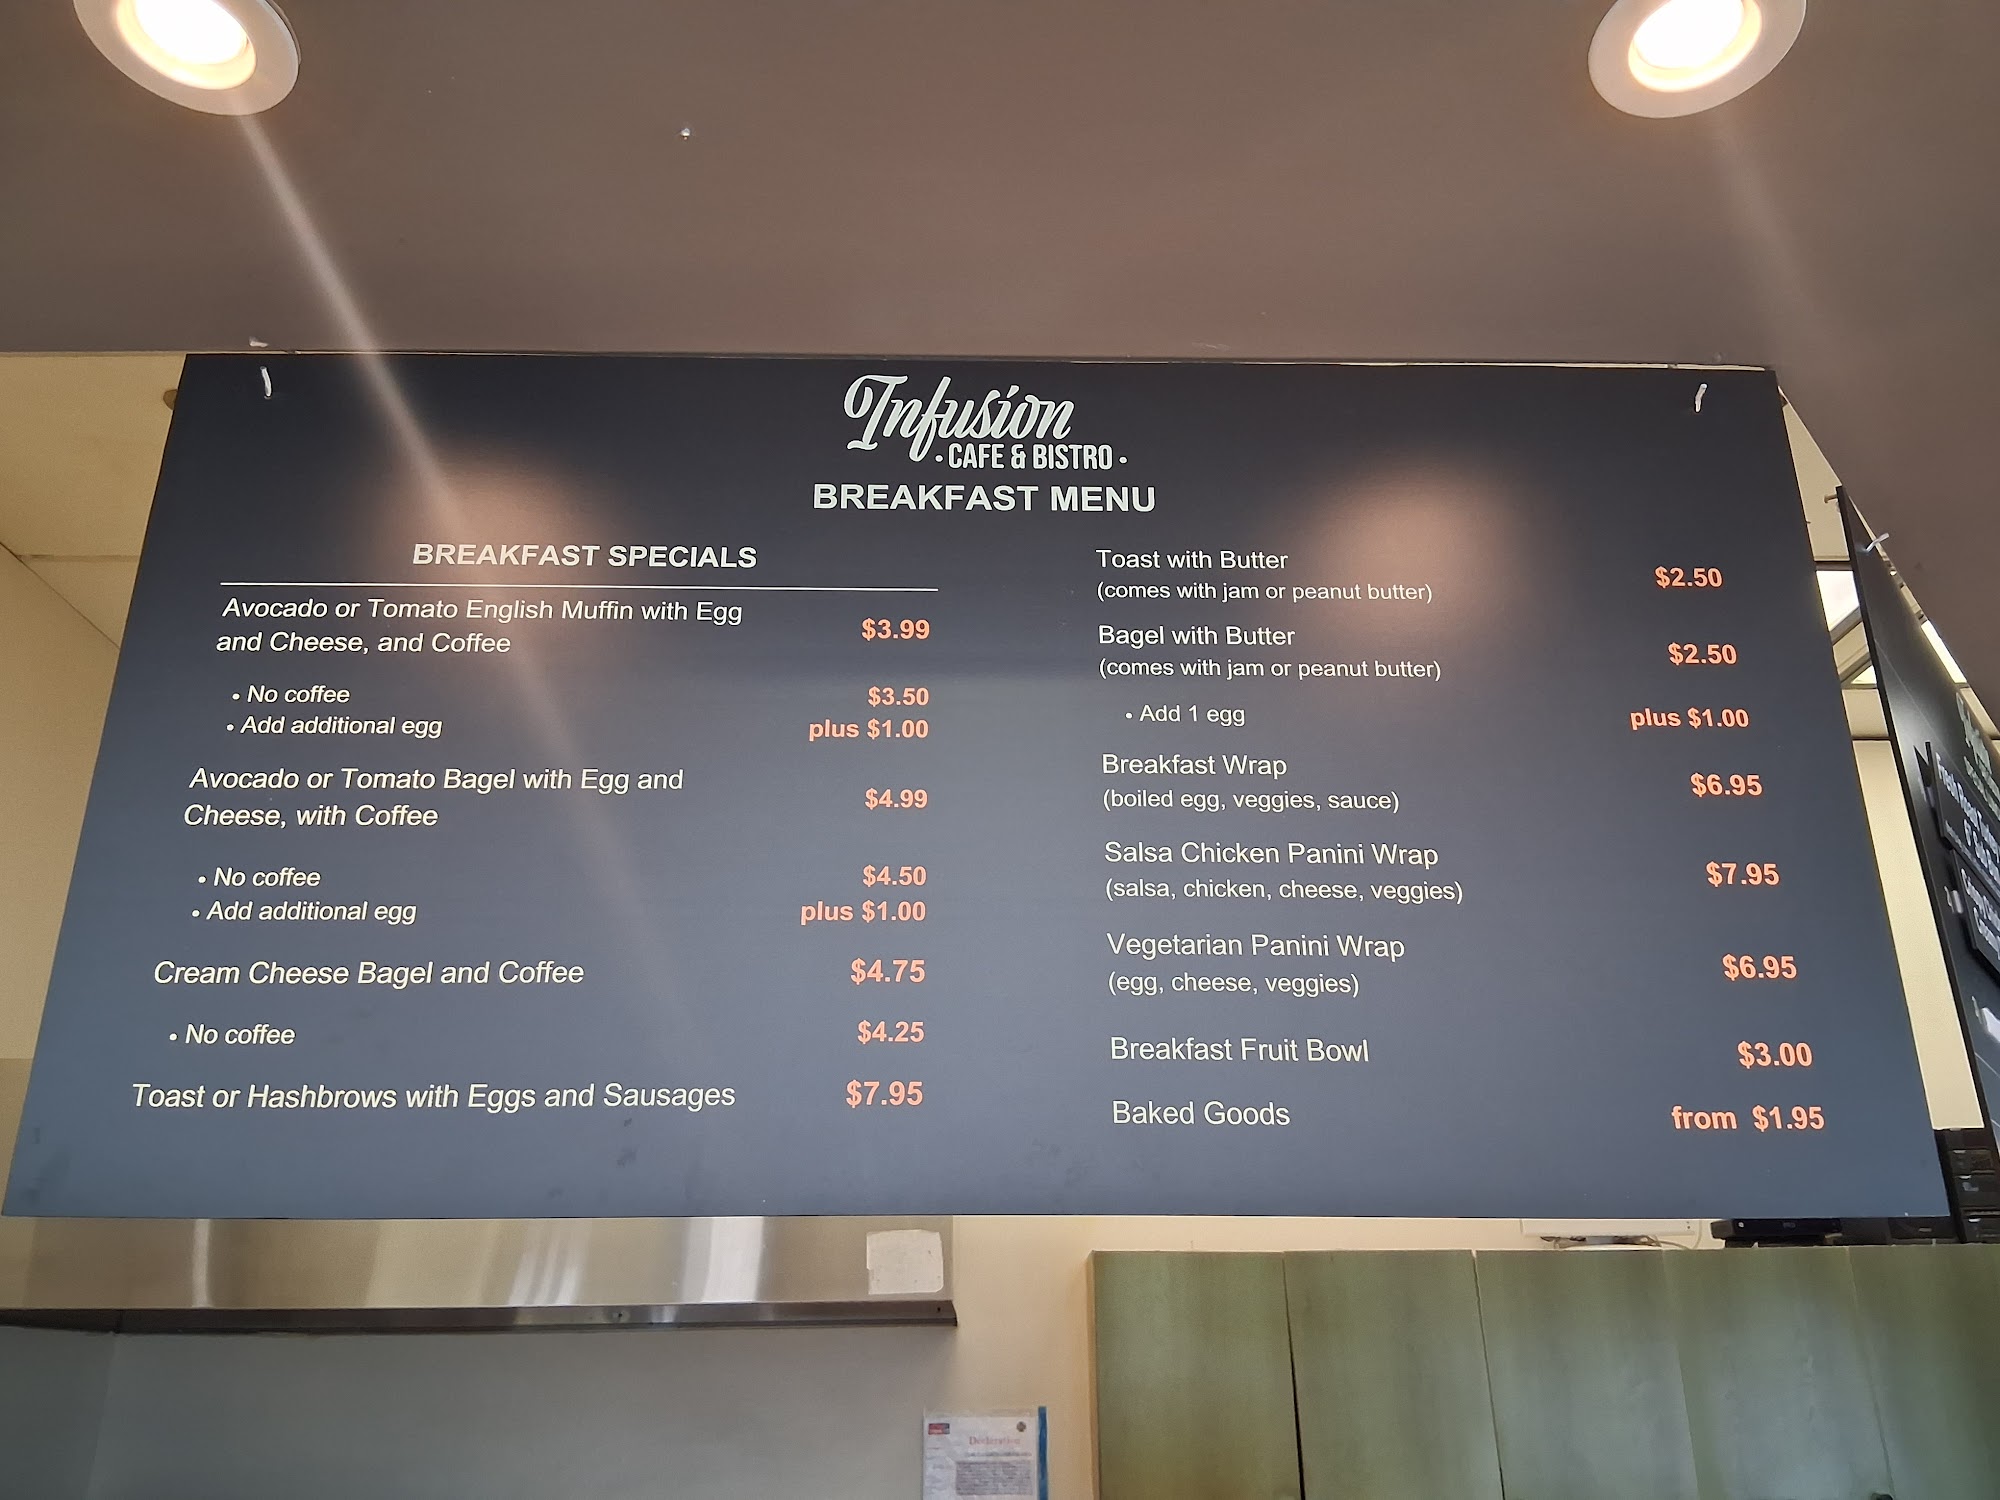 Infusion
• CAFE & BISTRO •
BREAKFAST MENU
BREAKFAST SPECIALS
Avocado or Tomato English Muffin with Egg
and Cheese, and Coffee
$3.99
• No coffee $3.50
• Add additional egg plus $1.00
Avocado or Tomato Bagel with Egg and
Cheese, with Coffee
$4.99
• No coffee $4.50
• Add additional egg plus $1.00
Cream Cheese Bagel and Coffee $4.75
• No coffee $4.25
Toast or Hashbrows with Eggs and Sausages $7.95
Toast with Butter
(comes with jam or peanut butter)
$2.50
Bagel with Butter
(comes with jam or peanut butter)
$2.50
• Add 1 egg plus $1.00
Breakfast Wrap
(boiled egg, veggies, sauce)
$6.95
Salsa Chicken Panini Wrap
(salsa, chicken, cheese, veggies)
$7.95
Vegetarian Panini Wrap
(egg, cheese, veggies)
$6.95
Breakfast Fruit Bowl $3.00
Baked Goods from $1.95
Declaration